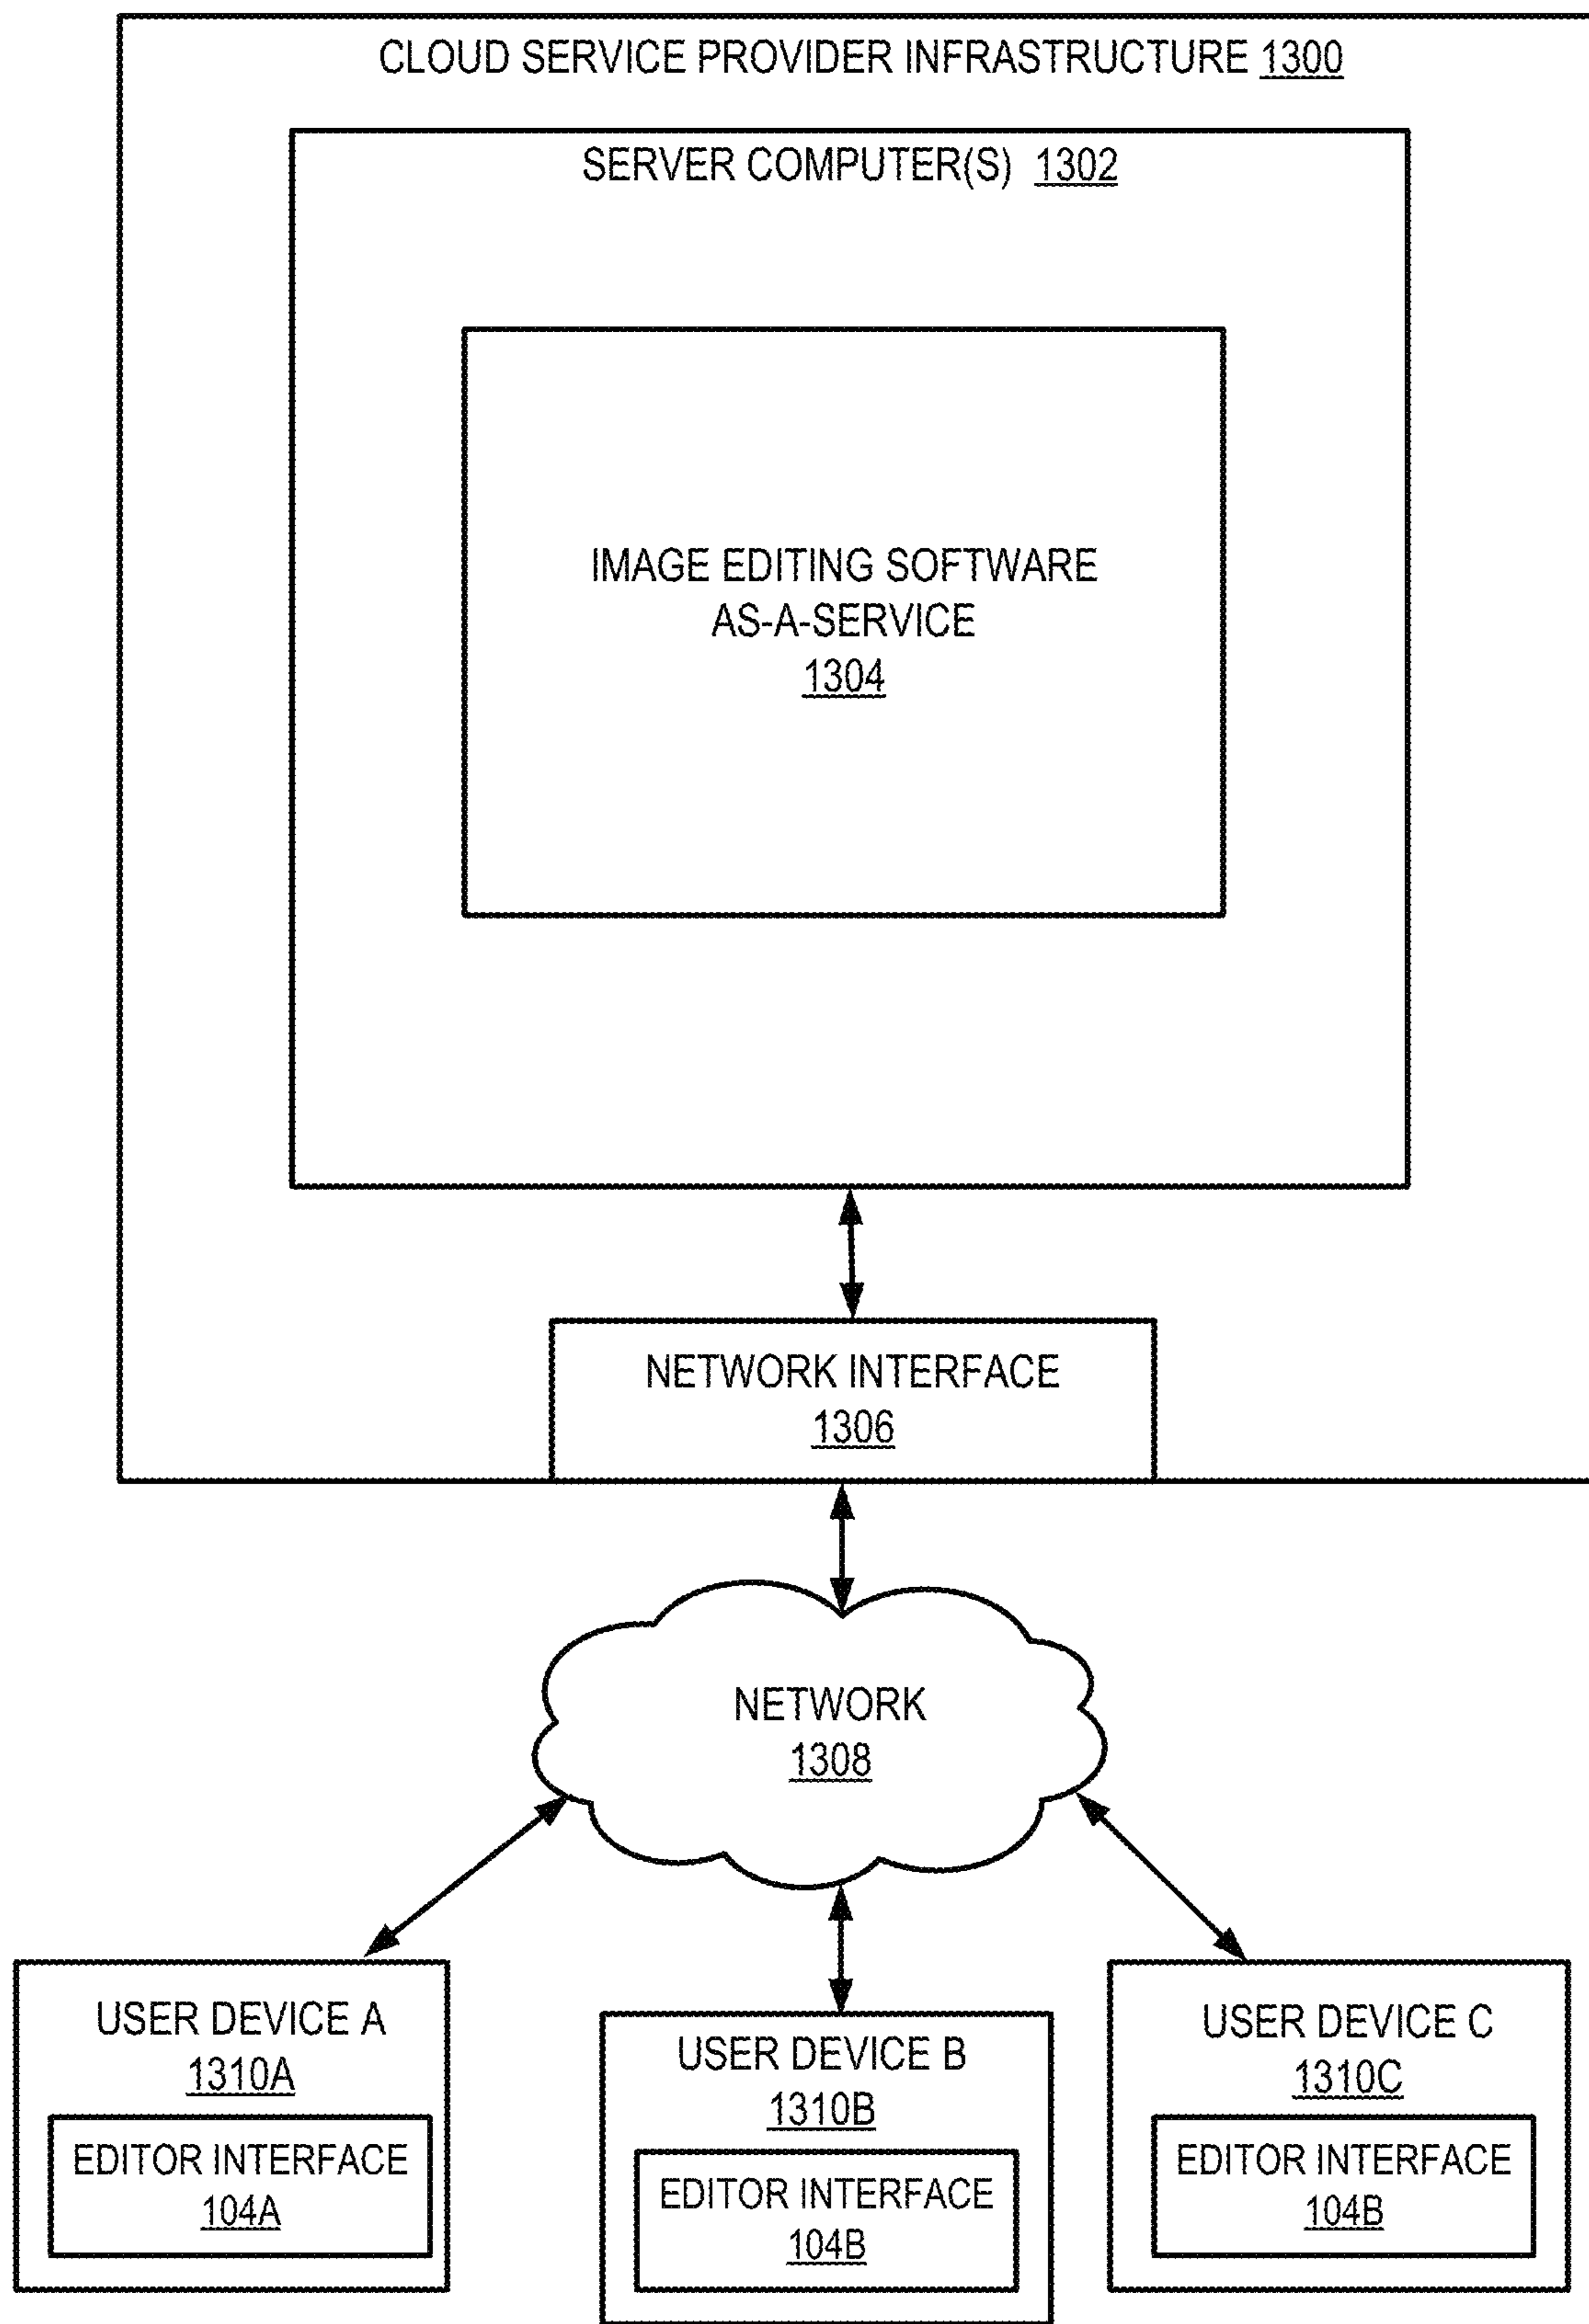 CLOUD SERVICE PROVIDER INFRASTRUCTURE 1300
SERVER COMPUTER(S) 1302
IMAGE EDITING SOFTWARE
AS-A-SERVICE
1304
NETWORK INTERFACE
1306
NETWORK
1308
USER DEVICE A
1310A
EDITOR INTERFACE
104A
USER DEVICE B
1310B
EDITOR INTERFACE
104B
USER DEVICE C
1310C
EDITOR INTERFACE
104B